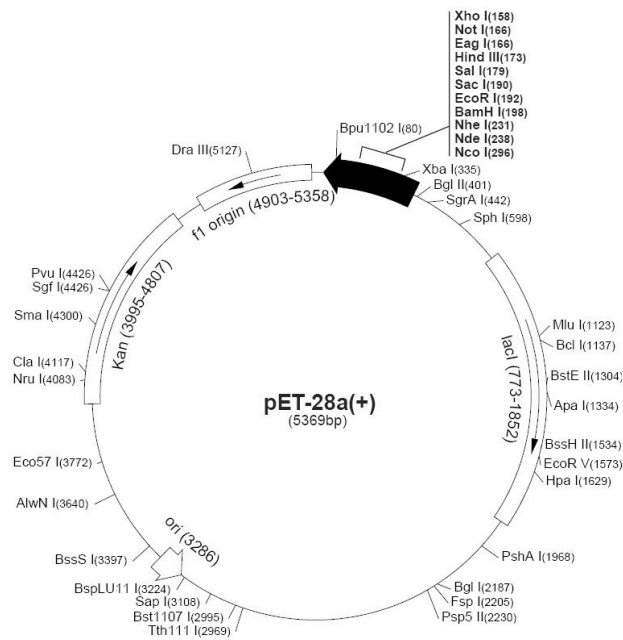 Xho I(158)
Not I(166)
Eag I(166)
Hind III(173)
Sal I(179)
Sac I(190)
EcoR I(192)
BamH I(198)
Nhe I(231)
Nde I(238)
Nco I(296)
Bpu1102 I(80)
Dra III(5127)
Xba I(335)
Bgl II(401)
SgrA I(442)
Sph I(598)
f1 origin (4903-5358)
Pvu I(4426)
Sgf I(4426)
Sma I(4300)
Kan (3995-4807)
Cla I(4117)
Nru I(4083)
Mlu I(1123)
Bcl I(1137)
BstE II(1304)
Apa I(1334)
lacI (773-1852)
BssH II(1534)
EcoR V(1573)
Hpa I(1629)
pET-28a(+)
(5369bp)
Eco57 I(3772)
AlwN I(3640)
ori (3286)
BssS I(3397)
PshA I(1968)
BspLU11 I(3224)
Sap I(3108)
Bst1107 I(2995)
Tth111 I(2969)
Bgl I(2187)
Fsp I(2205)
Psp5 II(2230)